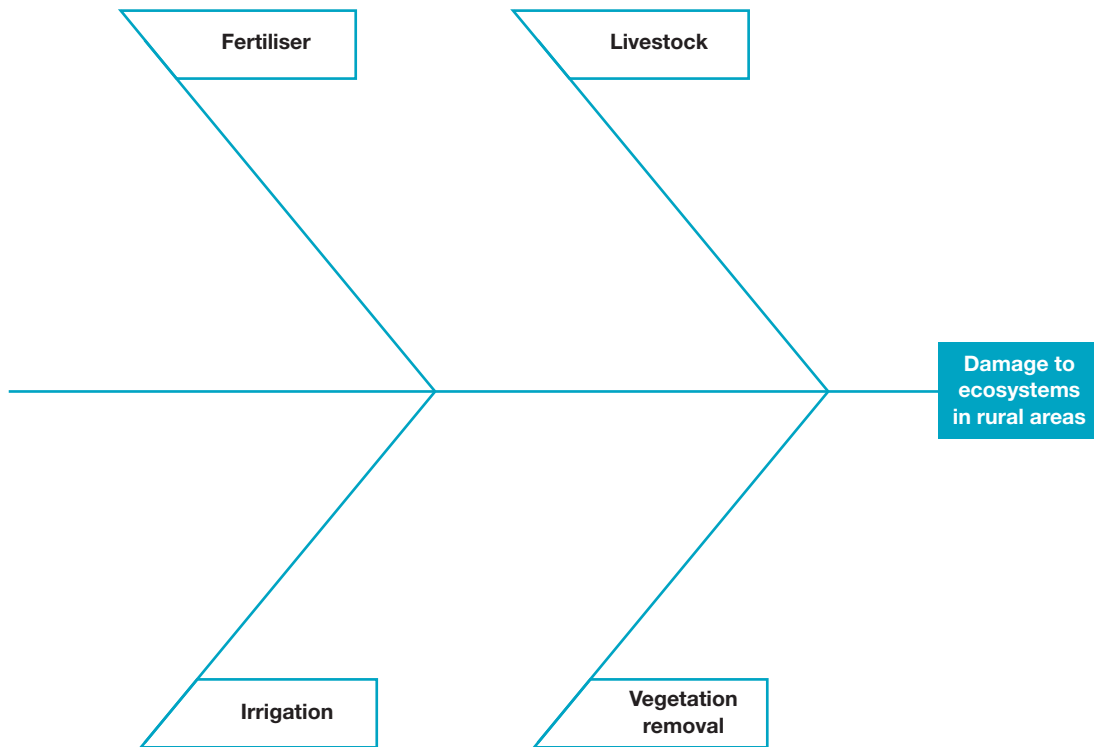 Fertiliser
Livestock
Damage to
ecosystems
in rural areas
Irrigation
Vegetation
removal